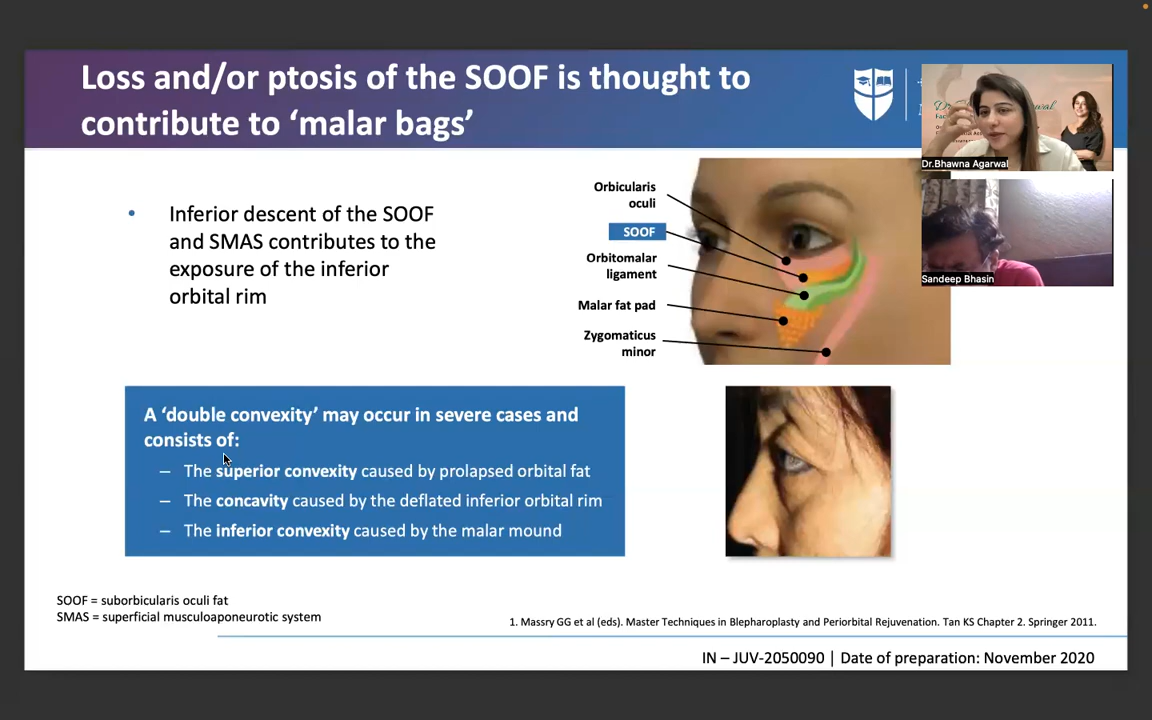 Loss and/or ptosis of the SOOF is thought to
contribute to ‘malar bags’
Dr.Bhawna Agarwal
Sandeep Bhasin
• Inferior descent of the SOOF
and SMAS contributes to the
exposure of the inferior
orbital rim
Orbicularis
oculi
SOOF
Orbitomalar
ligament
Malar fat pad
Zygomaticus
minor
A ‘double convexity’ may occur in severe cases and
consists of:
– The superior convexity caused by prolapsed orbital fat
– The concavity caused by the deflated inferior orbital rim
– The inferior convexity caused by the malar mound
SOOF = suborbicularis oculi fat
SMAS = superficial musculoaponeurotic system
1. Massry GG et al (eds). Master Techniques in Blepharoplasty and Periorbital Rejuvenation. Tan KS Chapter 2. Springer 2011.
IN – JUV-2050090 | Date of preparation: November 2020